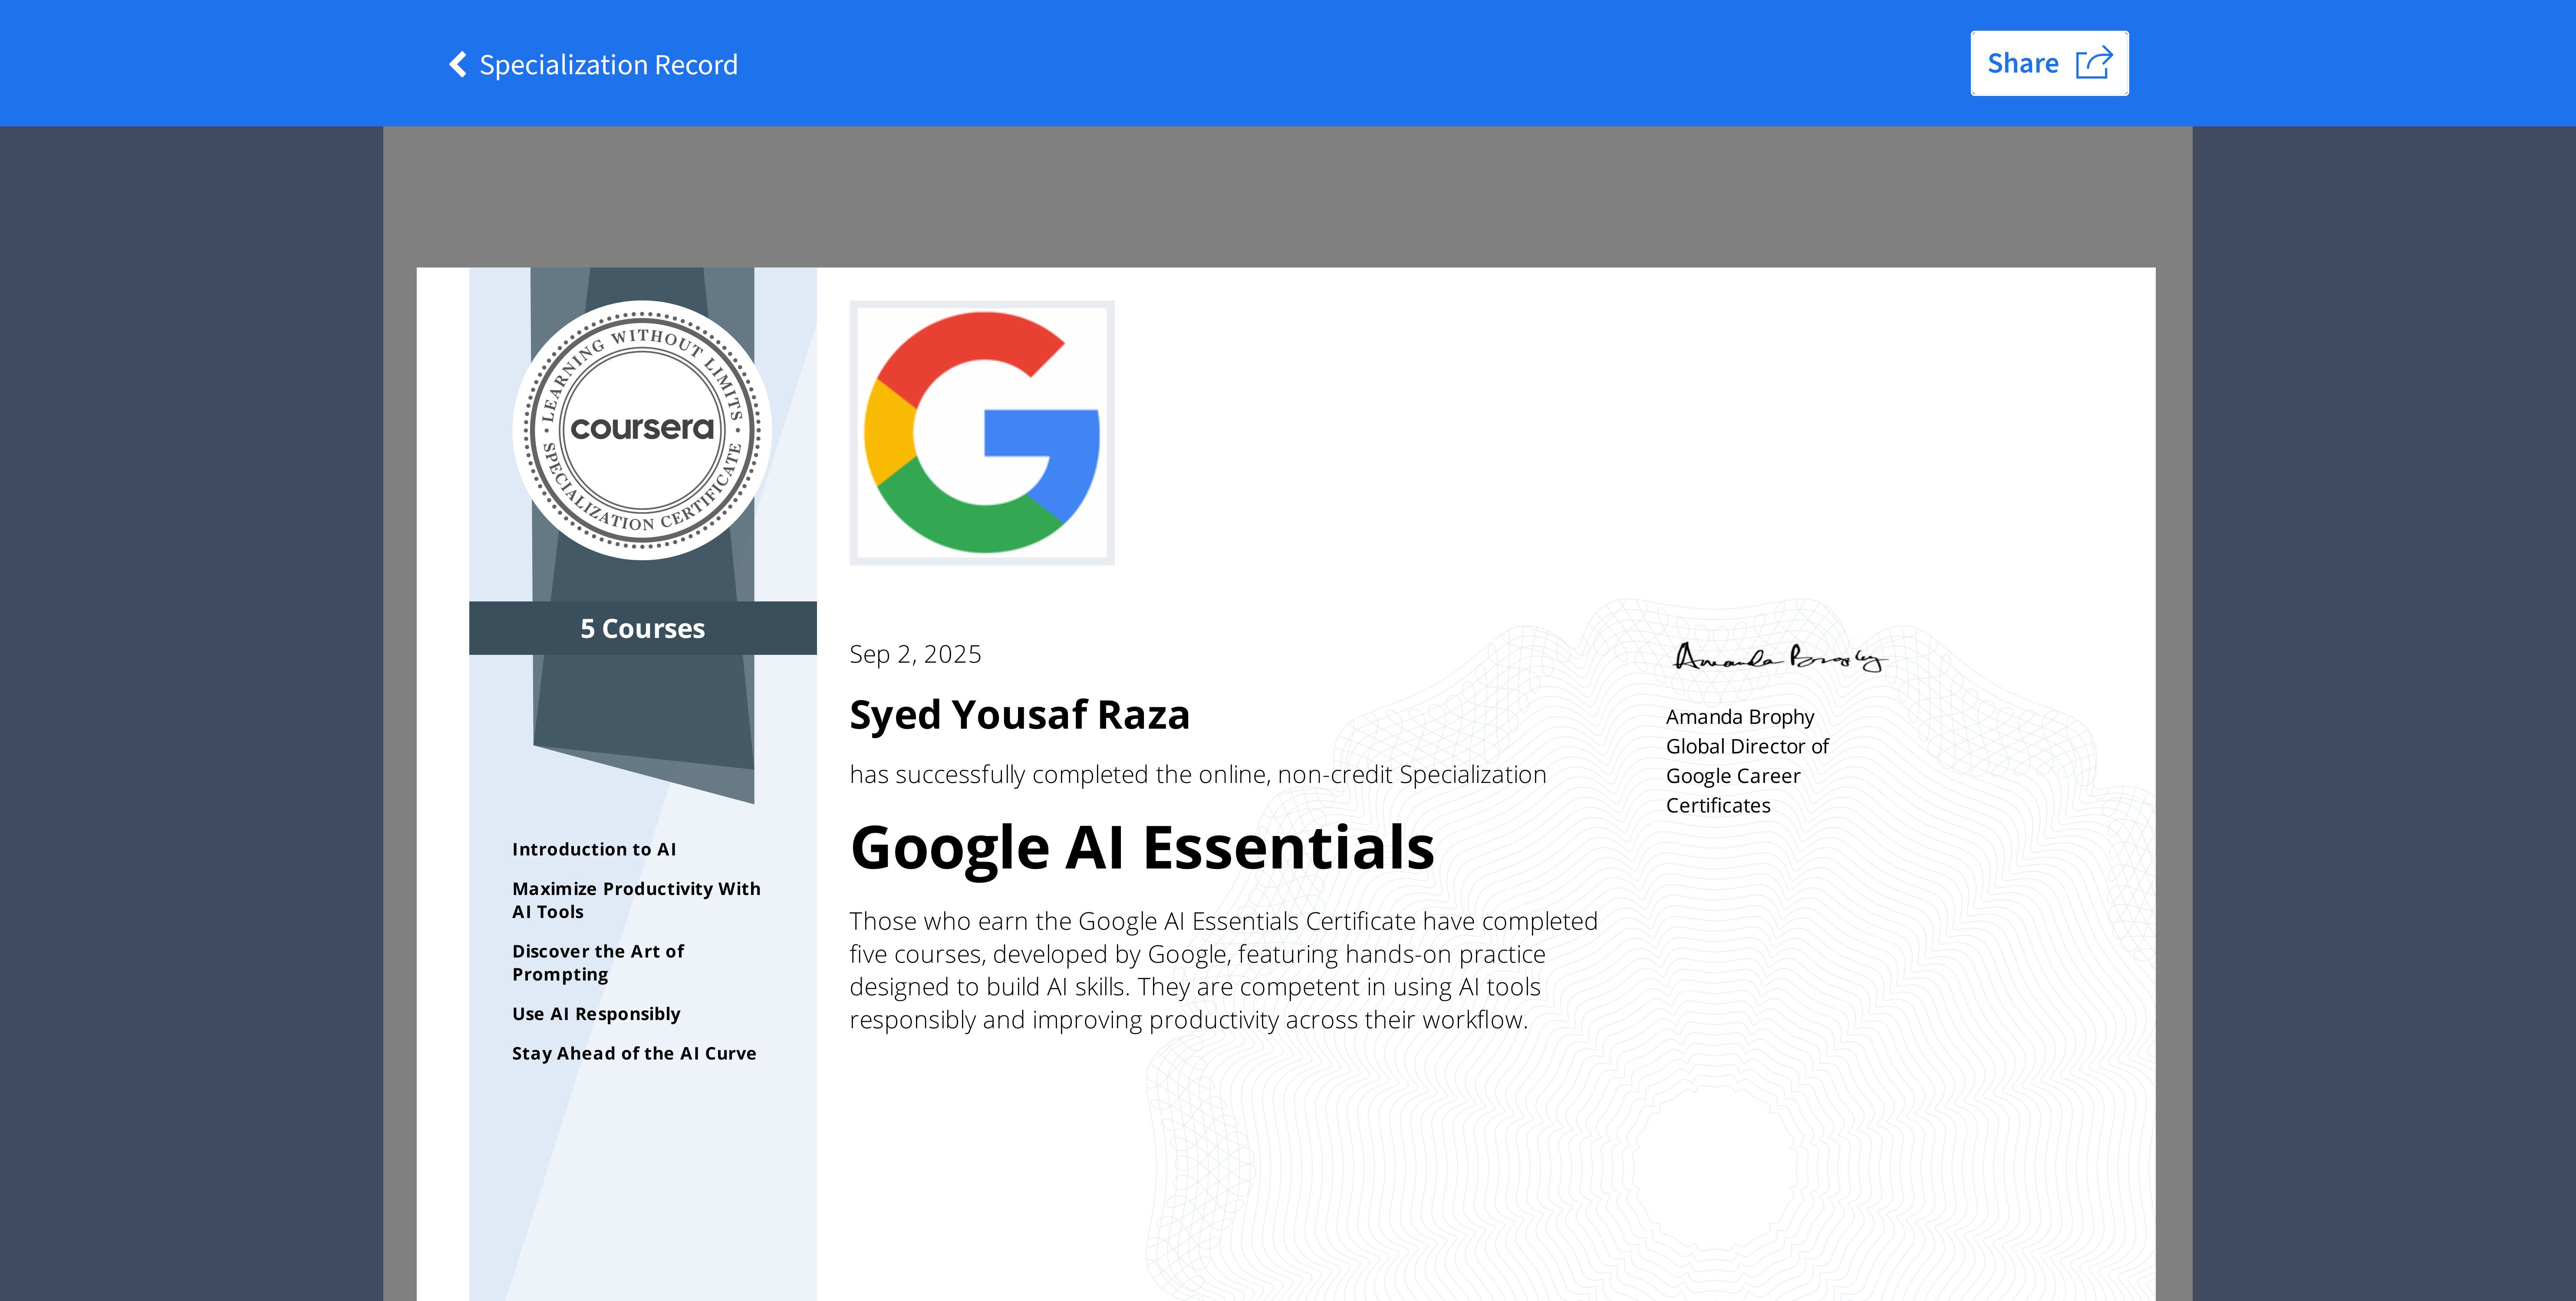 Specialization Record
Share
LEARNING WITHOUT LIMITS
coursera
SPECIALIZATION CERTIFICATE
5 Courses
Introduction to AI
Maximize Productivity With
AI Tools
Discover the Art of
Prompting
Use AI Responsibly
Stay Ahead of the AI Curve
Sep 2, 2025
Syed Yousaf Raza
has successfully completed the online, non-credit Specialization
Google AI Essentials
Those who earn the Google AI Essentials Certificate have completed
five courses, developed by Google, featuring hands-on practice
designed to build AI skills. They are competent in using AI tools
responsibly and improving productivity across their workflow.
Amanda Brophy
Amanda Brophy
Global Director of
Google Career
Certificates